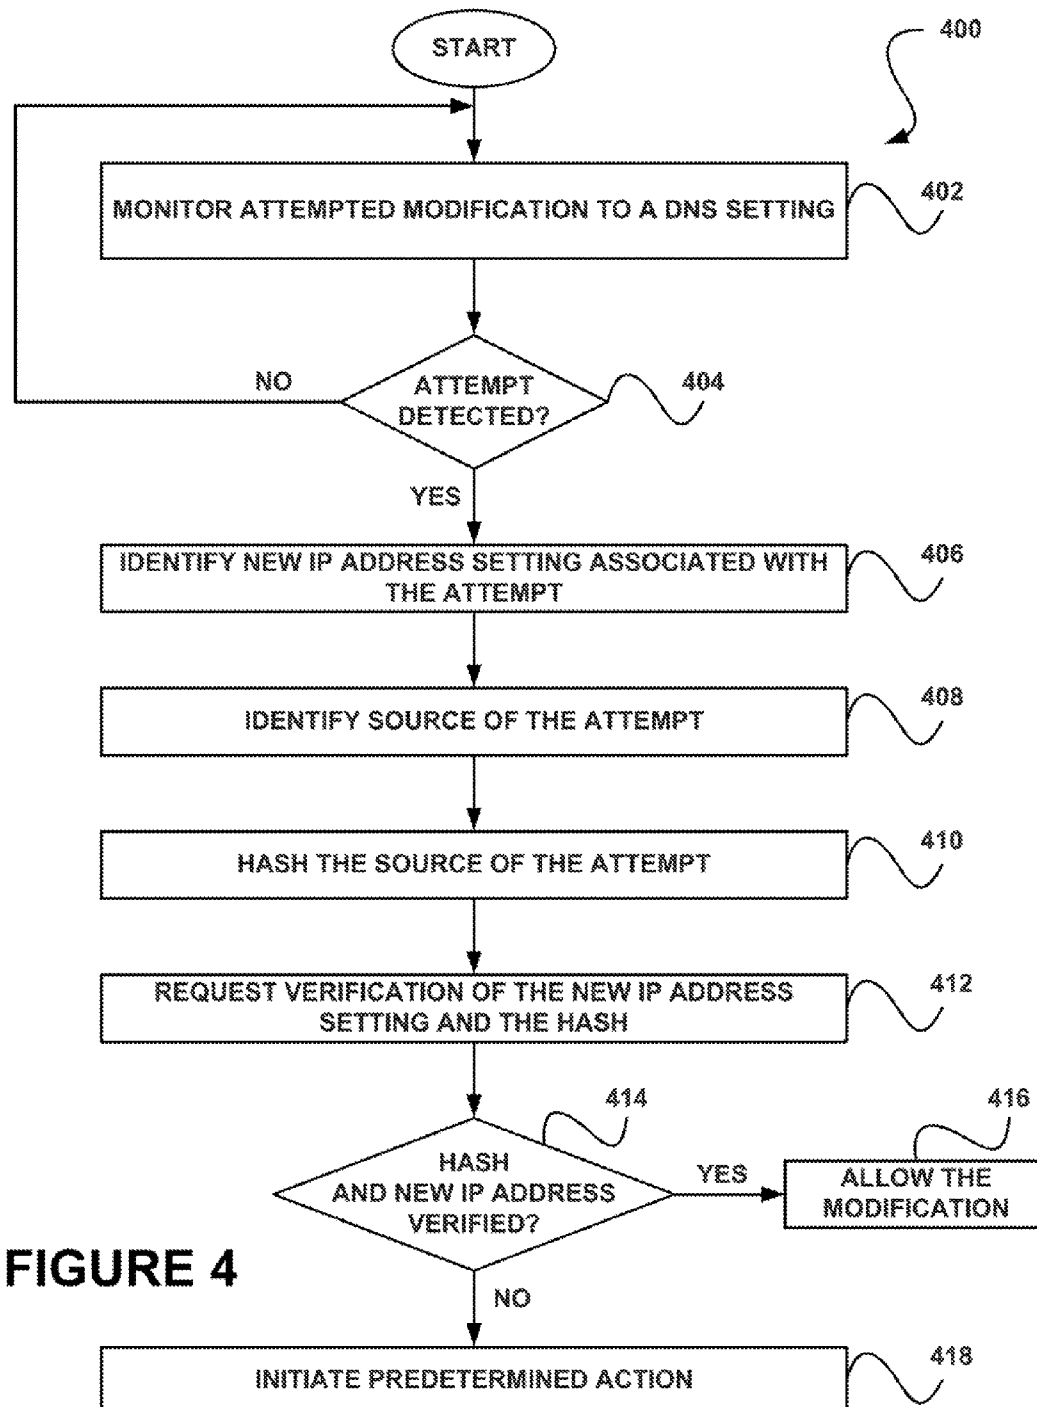 START
400
MONITOR ATTEMPTED MODIFICATION TO A DNS SETTING
402
NO
ATTEMPT
DETECTED?
404
YES
IDENTIFY NEW IP ADDRESS SETTING ASSOCIATED WITH
THE ATTEMPT
406
IDENTIFY SOURCE OF THE ATTEMPT
408
HASH THE SOURCE OF THE ATTEMPT
410
REQUEST VERIFICATION OF THE NEW IP ADDRESS
SETTING AND THE HASH
412
414
416
HASH
AND NEW IP ADDRESS
VERIFIED?
YES
ALLOW THE
MODIFICATION
FIGURE 4
NO
INITIATE PREDETERMINED ACTION
418